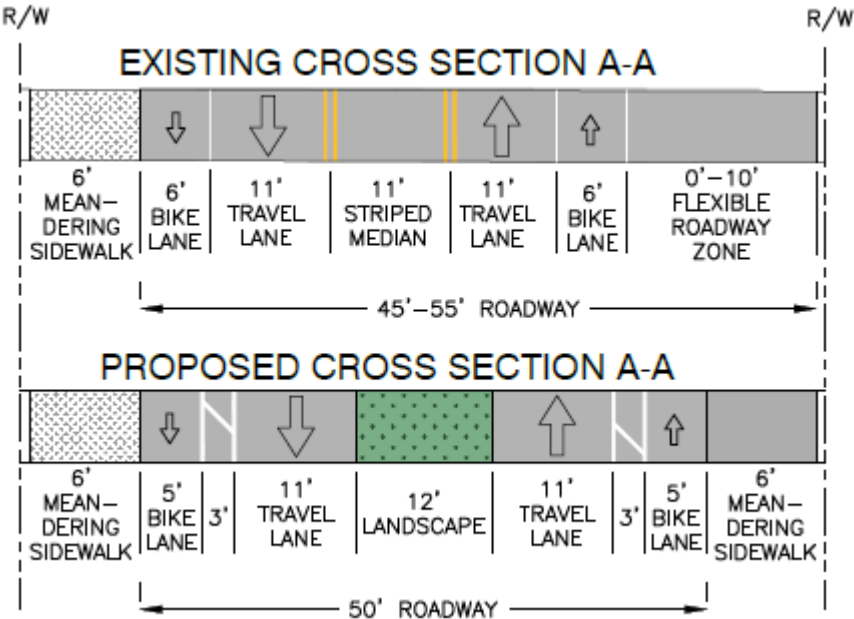 R/W R/W
EXISTING CROSS SECTION A-A
6'
MEAN-
DERING
SIDEWALK
6'
BIKE
LANE
11'
TRAVEL
LANE
11'
STRIPED
MEDIAN
11'
TRAVEL
LANE
6'
BIKE
LANE
0'-10'
FLEXIBLE
ROADWAY
ZONE
45'-55' ROADWAY
PROPOSED CROSS SECTION A-A
6'
MEAN-
DERING
SIDEWALK
5'
BIKE
LANE
3'
11'
TRAVEL
LANE
12'
LANDSCAPE
11'
TRAVEL
LANE
3'
5'
BIKE
LANE
6'
MEAN-
DERING
SIDEWALK
50' ROADWAY